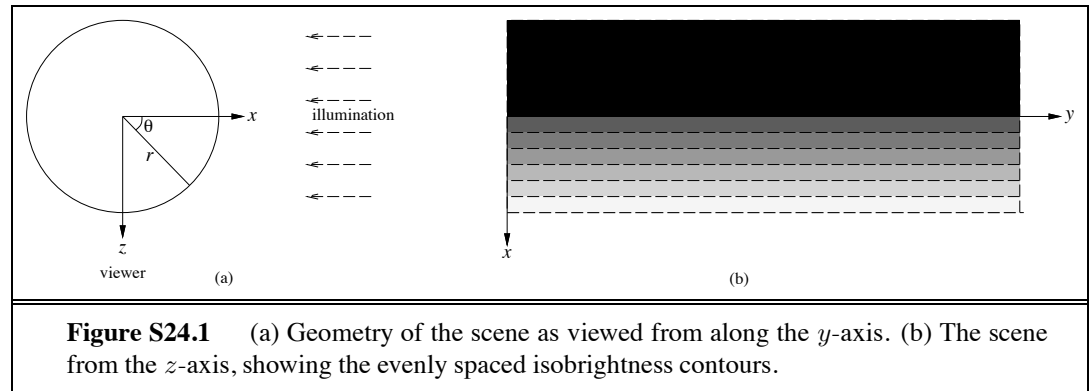 x
θ
r
z
viewer
(a)
illumination
y
x
(b)
Figure S24.1 (a) Geometry of the scene as viewed from along the y-axis. (b) The scene
from the z-axis, showing the evenly spaced isobrightness contours.